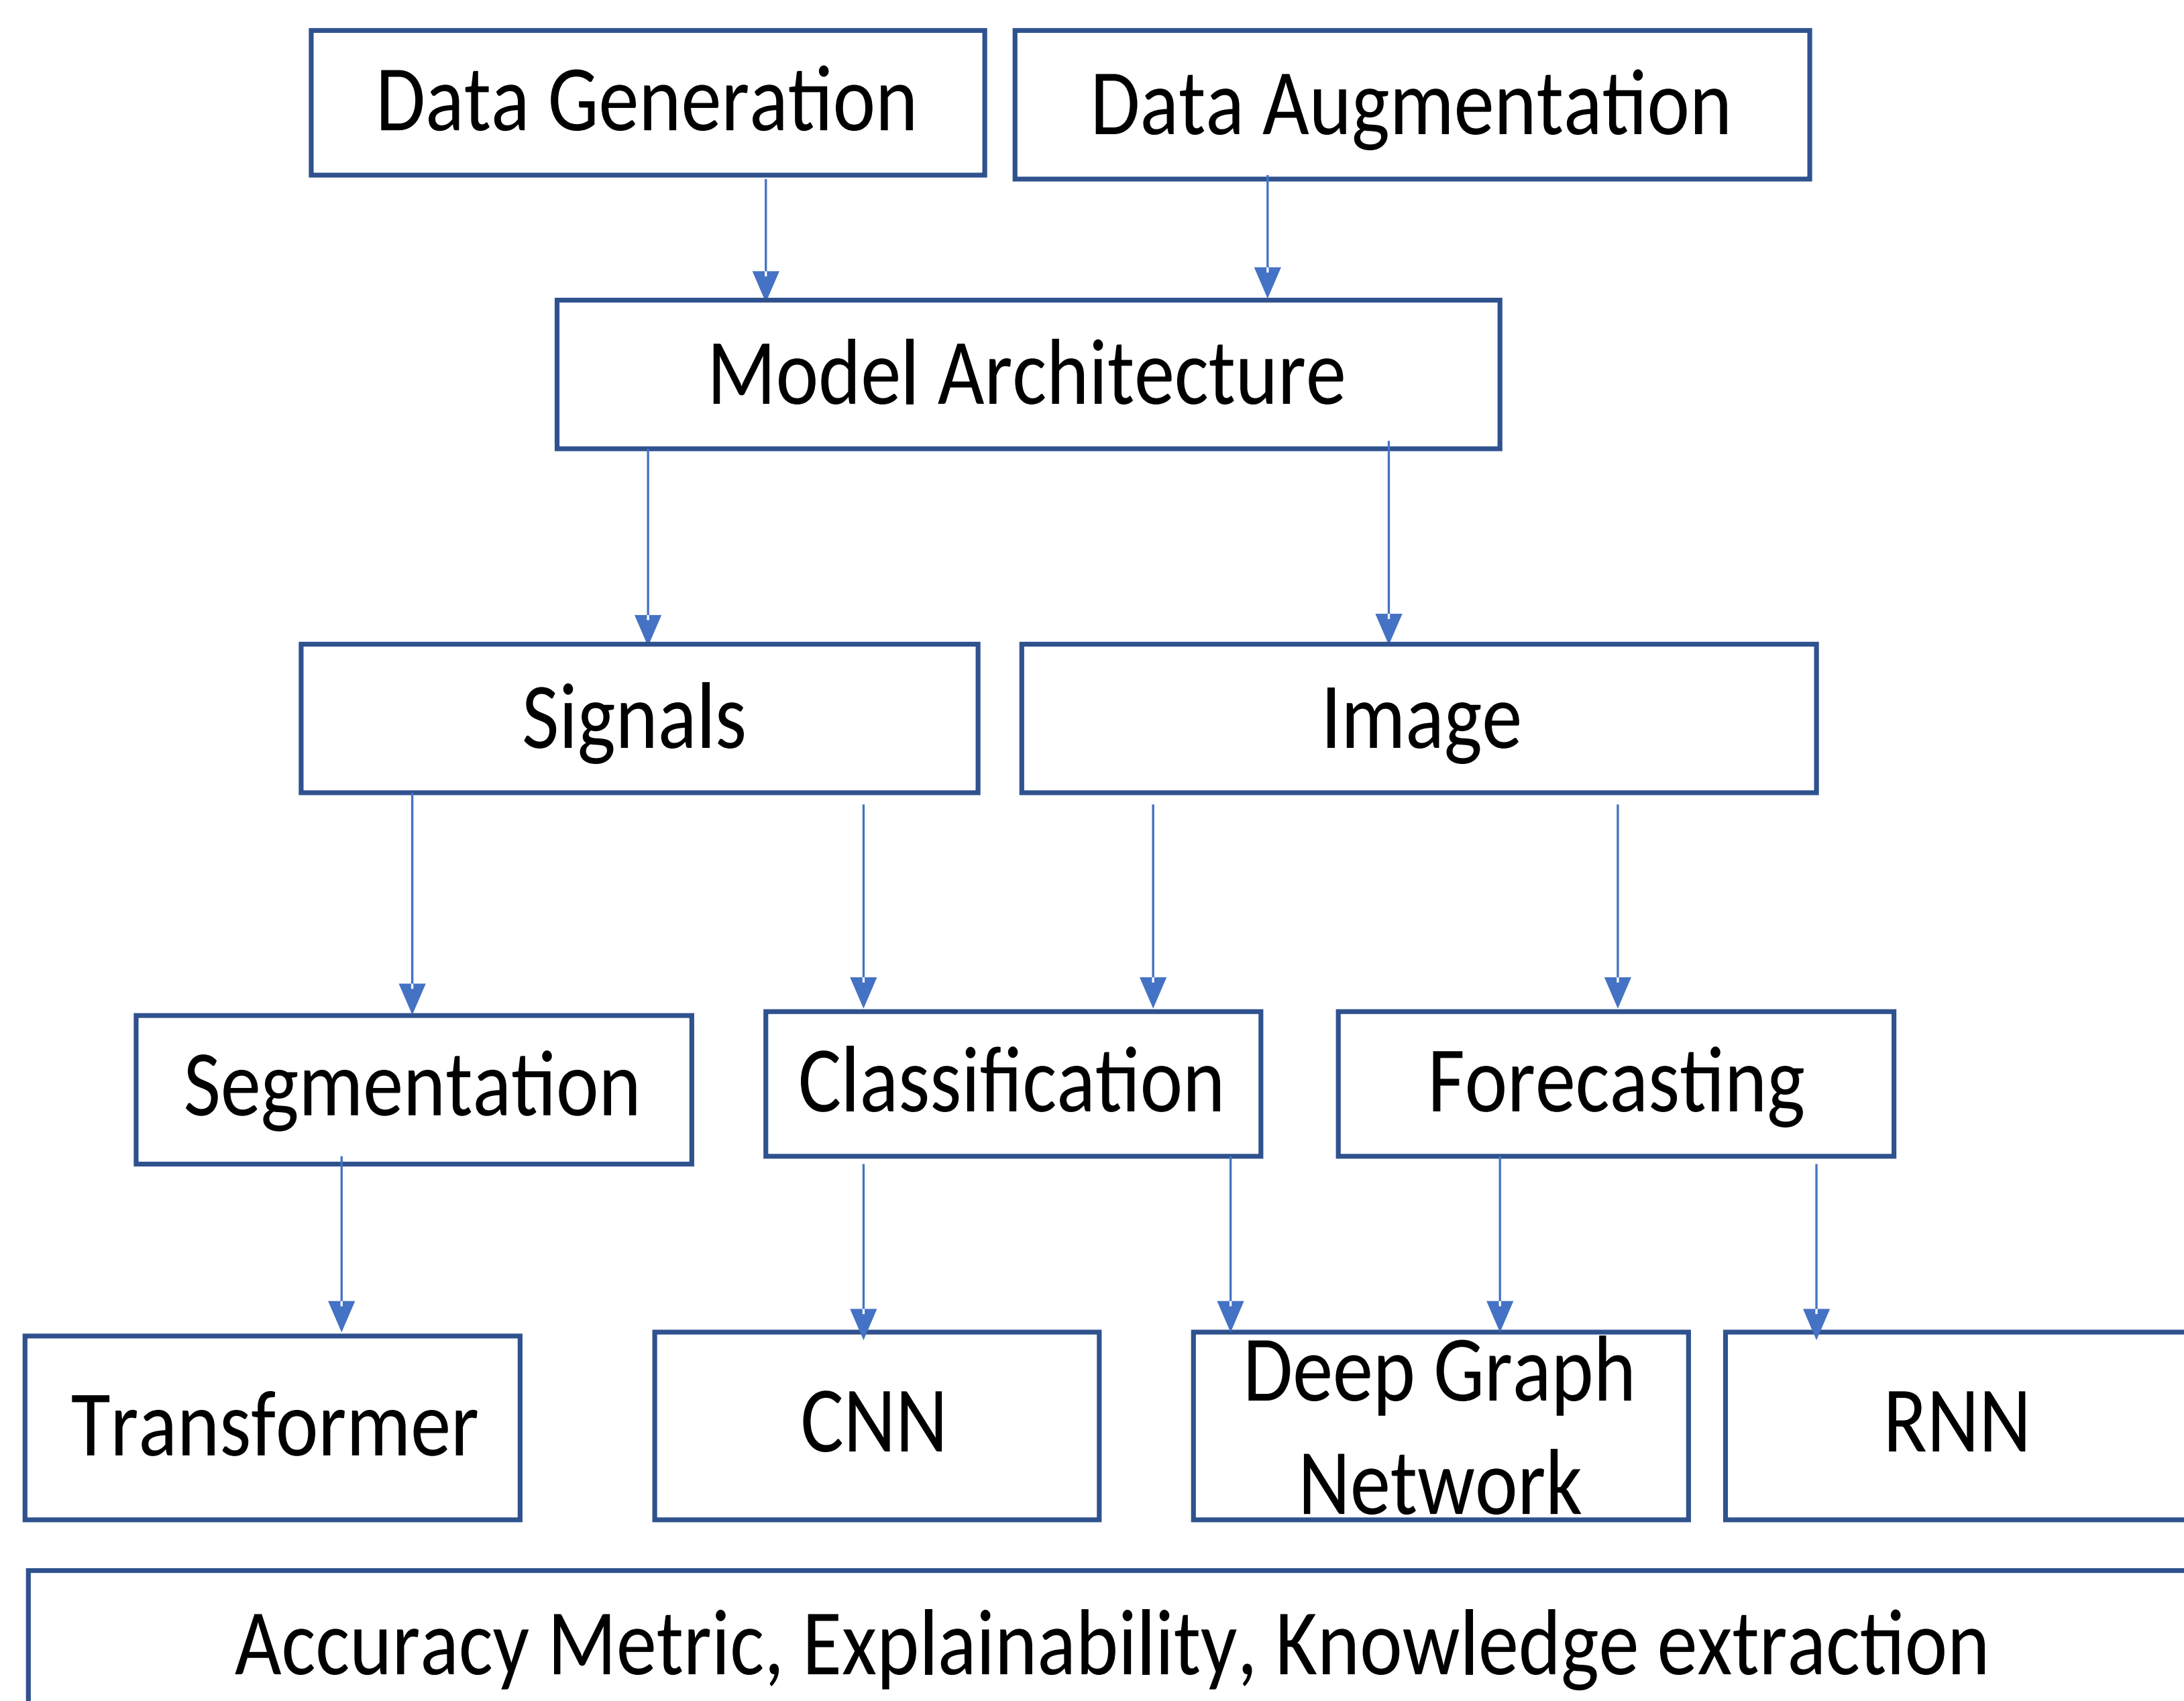 Data Generation
Data Augmentation
Model Architecture
Signals
Image
Segmentation
Classification
Forecasting
Transformer
CNN
Deep Graph
Network
RNN
Accuracy Metric, Explainability, Knowledge extraction